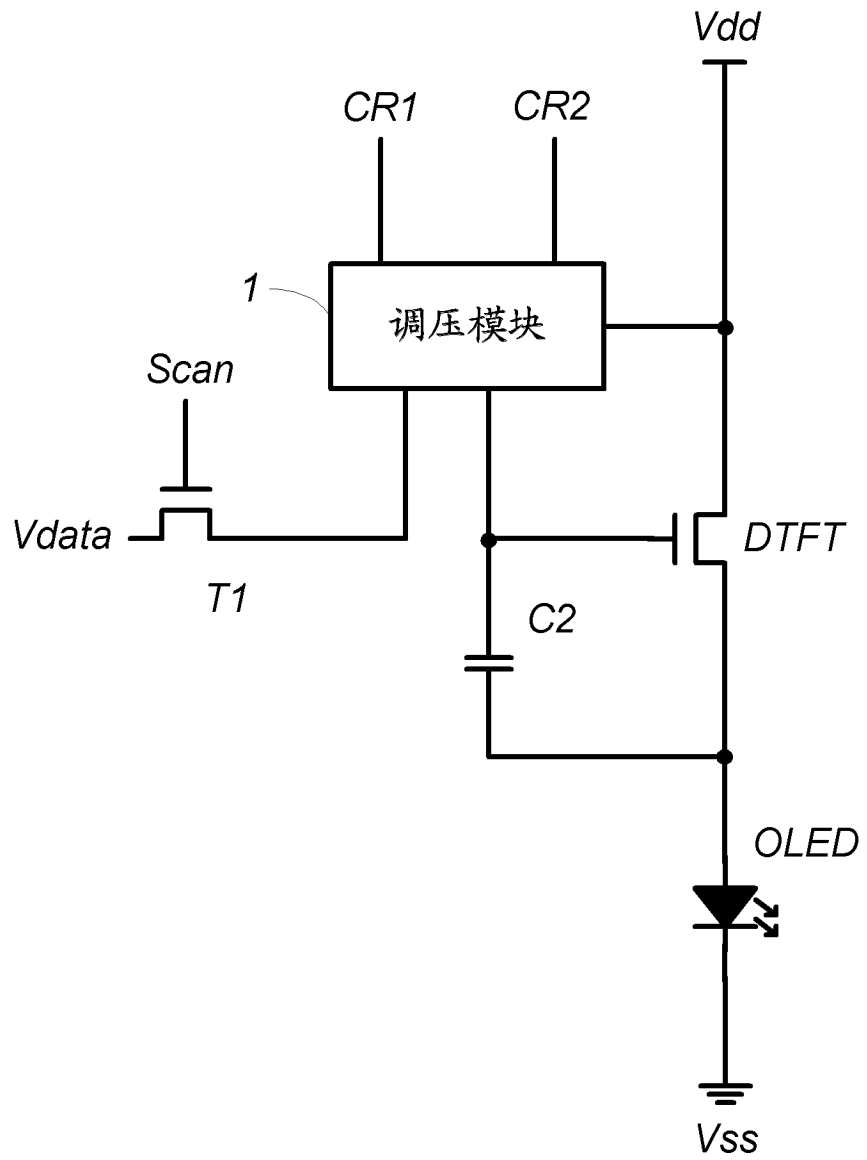 Vdd
CR1
CR2
1
调压模块
Scan
Vdata
DTFT
T1
C2
OLED
Vss